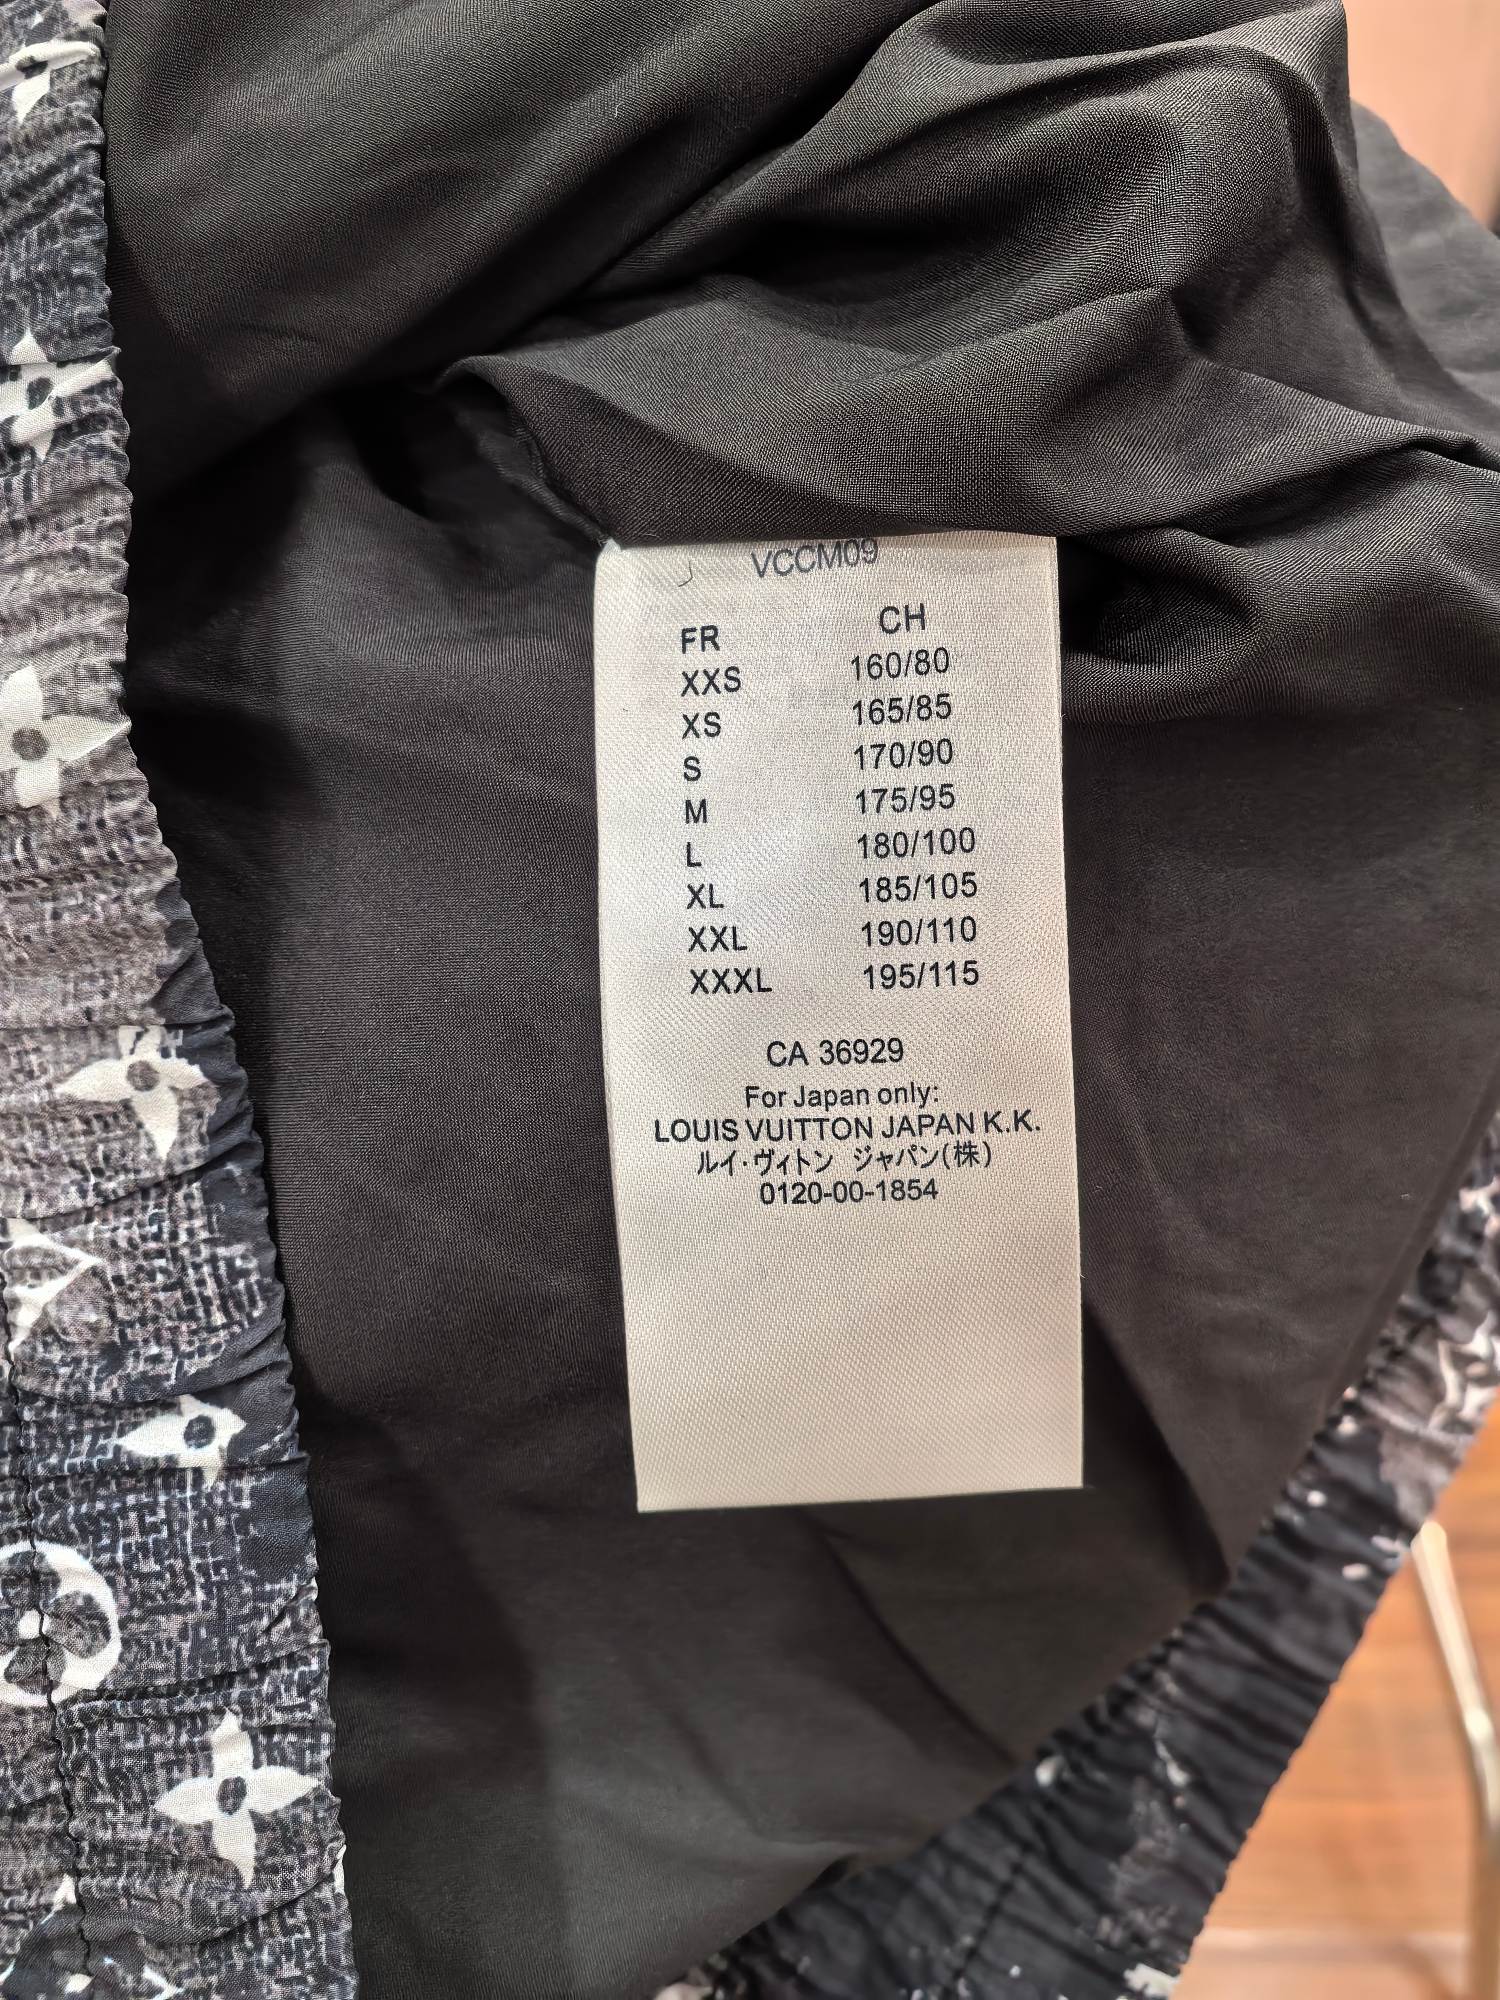 VCCM09
FR CH
XXS 160/80
XS 165/85
S 170/90
M 175/95
L 180/100
XL 185/105
XXL 190/110
XXXL 195/115
CA 36929
For Japan only:
LOUIS VUITTON JAPAN K.K.
ルイ·ヴィトン ジャパン(株)
0120-00-1854